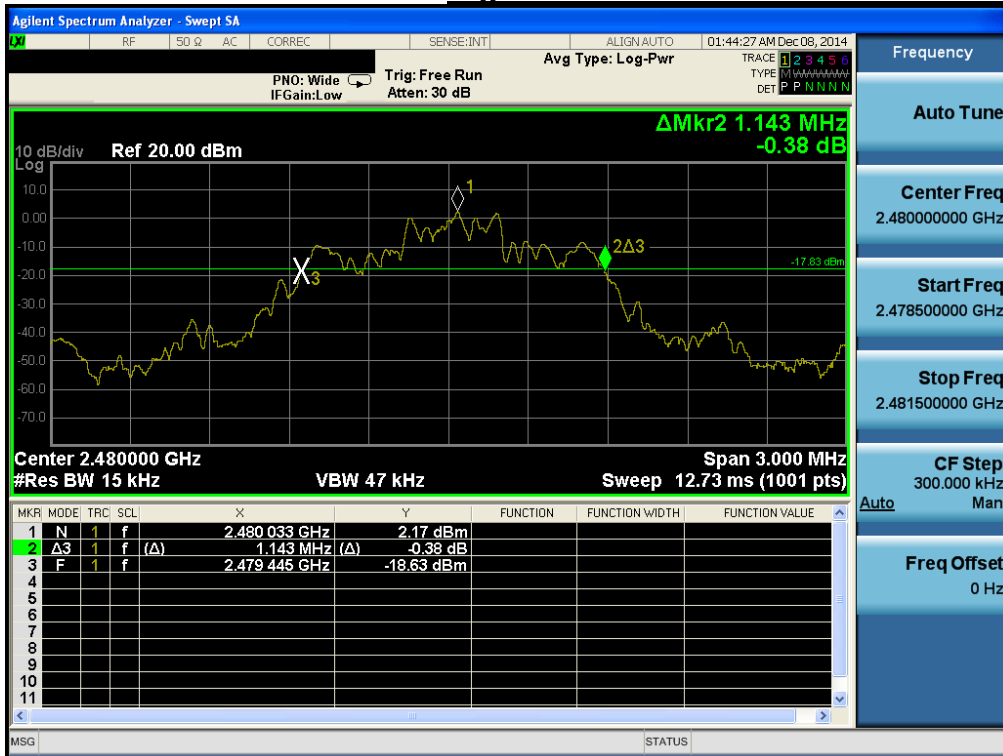 Agilent Spectrum Analyzer - Swept SA
LXI RF 50 Ω AC CORREC SENSE:INT ALIGN AUTO 01:44:27 AM Dec 08, 2014
Frequency
PNO: Wide Trig: Free Run Avg Type: Log-Pwr TRACE 1 2 3 4 5 6
IFGain:Low Atten: 30 dB TYPE M WWWWW
DET P P N N N N
Auto Tune
ΔMkr2 1.143 MHz
10 dB/div Ref 20.00 dBm -0.38 dB
Log
10.0
0.00
-10.0
-20.0
-30.0
-40.0
-50.0
-60.0
-70.0
1
2Δ3
3
-17.83 dBm
Center 2.480000 GHz Span 3.000 MHz
#Res BW 15 kHz VBW 47 kHz Sweep 12.73 ms (1001 pts)
Center Freq
2.480000000 GHz
Start Freq
2.478500000 GHz
Stop Freq
2.481500000 GHz
CF Step
300.000 kHz
Auto Man
Freq Offset
0 Hz
MKR MODE TRC SCL X Y FUNCTION FUNCTION WIDTH FUNCTION VALUE
1 N 1 f 2.480 033 GHz 2.17 dBm
2 Δ3 1 f (Δ) 1.143 MHz (Δ) -0.38 dB
3 F 1 f 2.479 445 GHz -18.63 dBm
4
5
6
7
8
9
10
11
MSG STATUS